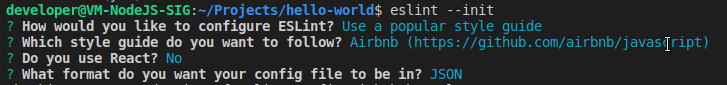 developer@VM-NodeJS-SIG:~/Projects/hello-world$ eslint --init
? How would you like to configure ESLint? Use a popular style guide
? Which style guide do you want to follow? Airbnb (https://github.com/airbnb/javascript)
? Do you use React? No
? What format do you want your config file to be in? JSON